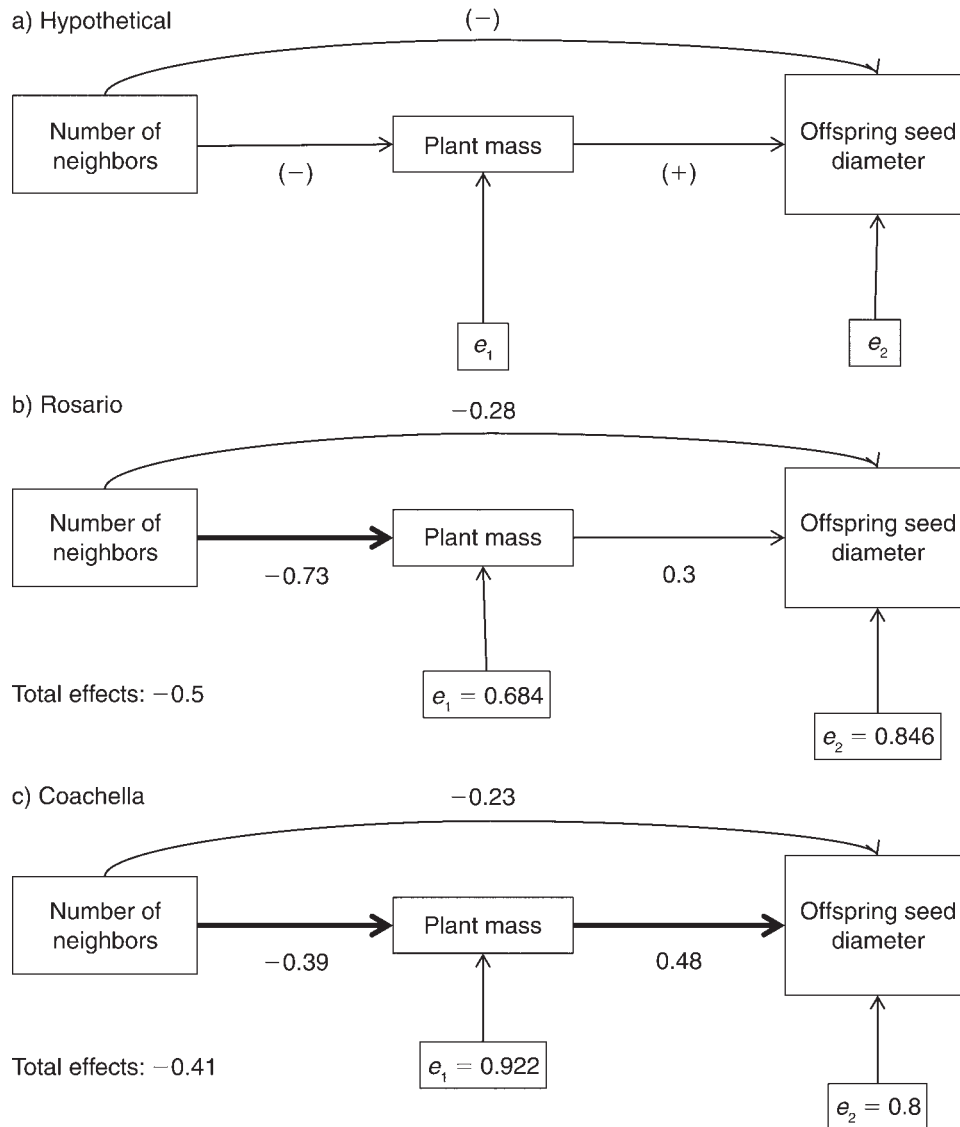 a) Hypothetical
(−)
Number of
neighbors
(−)
Plant mass
(+)
Offspring seed
diameter
e₁
e₂
b) Rosario
−0.28
Number of
neighbors
−0.73
Plant mass
0.3
Offspring seed
diameter
Total effects: −0.5
e₁ = 0.684
e₂ = 0.846
c) Coachella
−0.23
Number of
neighbors
−0.39
Plant mass
0.48
Offspring seed
diameter
Total effects: −0.41
e₁ = 0.922
e₂ = 0.8